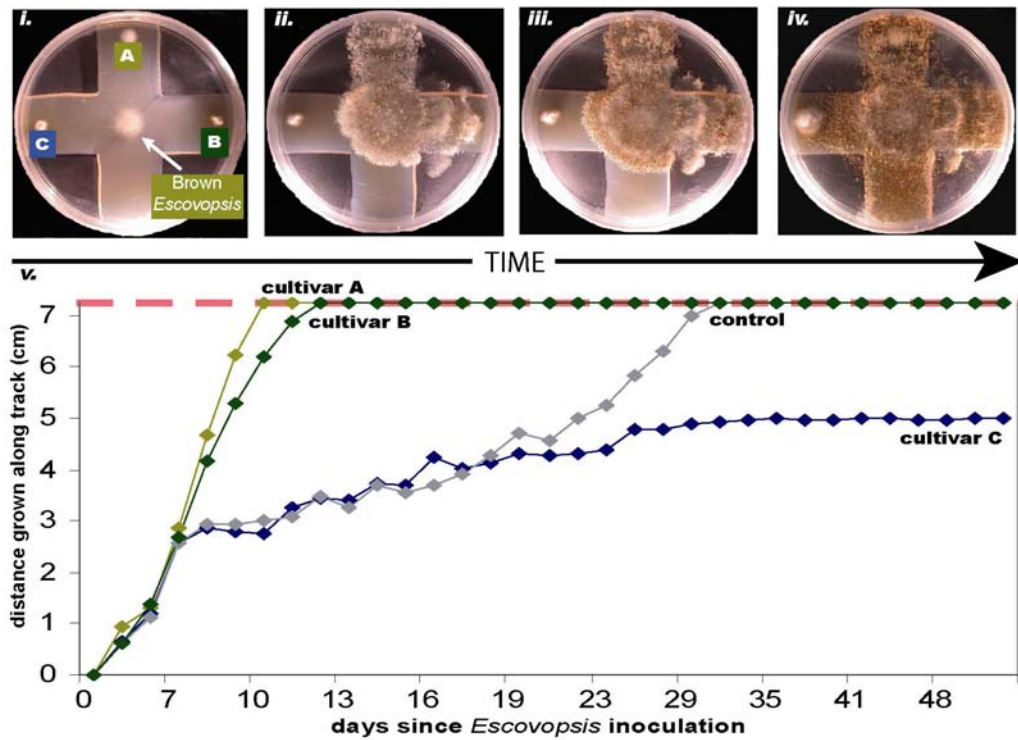 i.
ii.
iii.
iv.
A
C
B
Brown
Escovopsis
TIME
v.
cultivar A
cultivar B
control
cultivar C
distance grown along track (cm)
7
6
5
4
3
2
1
0
0 7 10 13 16 19 23 29 35 41 48
days since Escovopsis inoculation